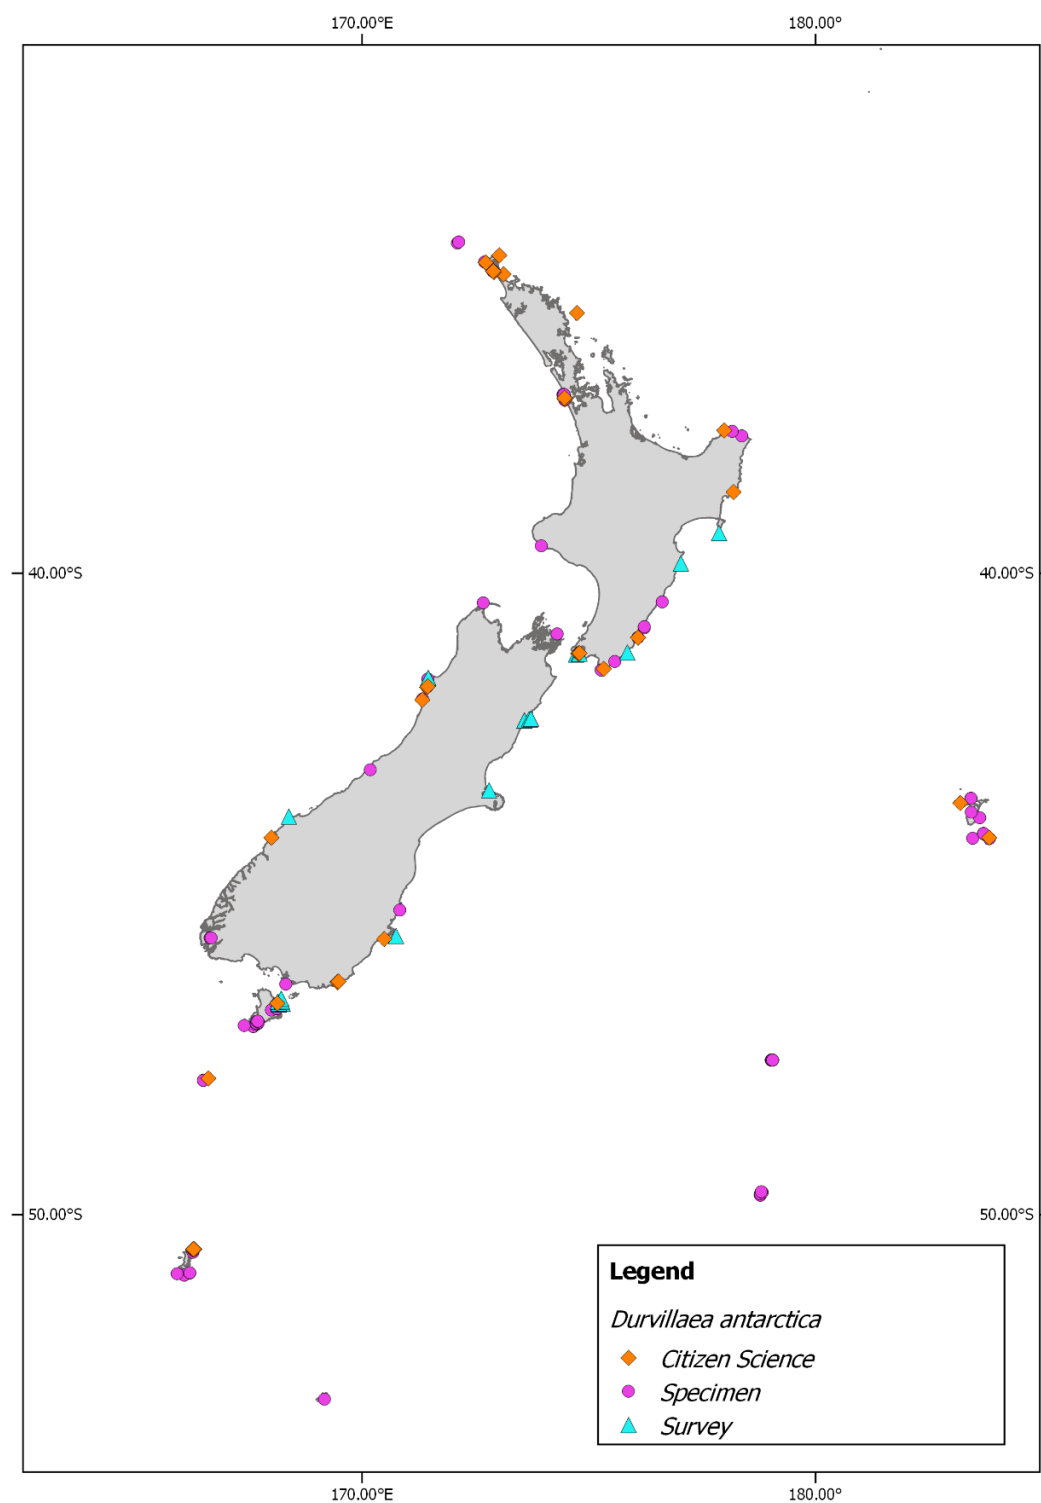 170.00°E 180.00°
40.00°S 40.00°S
50.00°S 50.00°S
Legend
Durvillaea antarctica
Citizen Science
Specimen
Survey
170.00°E 180.00°